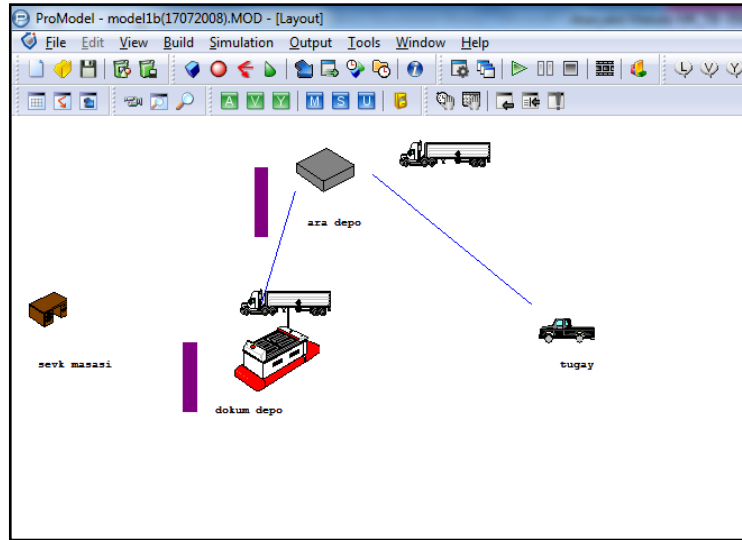 ProModel - model1b(17072008).MOD - [Layout]
File Edit View Build Simulation Output Tools Window Help
A V Y M S U L V Y
ara depo
sevk masasi
tugay
dokum depo